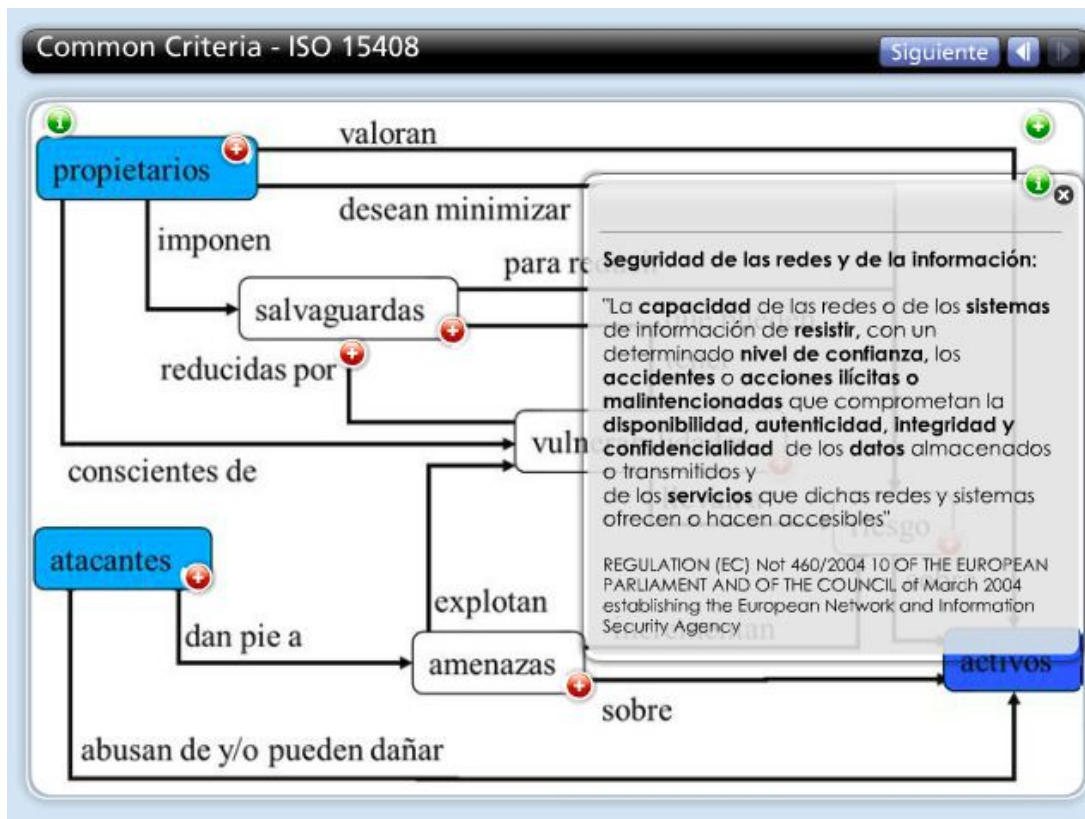 Common Criteria - ISO 15408
Siguiente
propietarios
valoran
desean minimizar
imponen
para re
salvaguardas
reducidas por
conscientes de
atacantes
explotan
dan pie a
amenazas
incrementan
riesgo
activos
sobre
abusan de y/o pueden dañar
Seguridad de las redes y de la información:
"La capacidad de las redes o de los sistemas
de información de resistir, con un
determinado nivel de confianza, los
accidentes o acciones ilícitas o
malintencionadas que comprometan la
disponibilidad, autenticidad, integridad y
confidencialidad de los datos almacenados
o transmitidos y
de los servicios que dichas redes y sistemas
ofrecen o hacen accesibles"
REGULATION (EC) Not 460/2004 10 OF THE EUROPEAN
PARLIAMENT AND OF THE COUNCIL of March 2004
establishing the European Network and Information
Security Agency